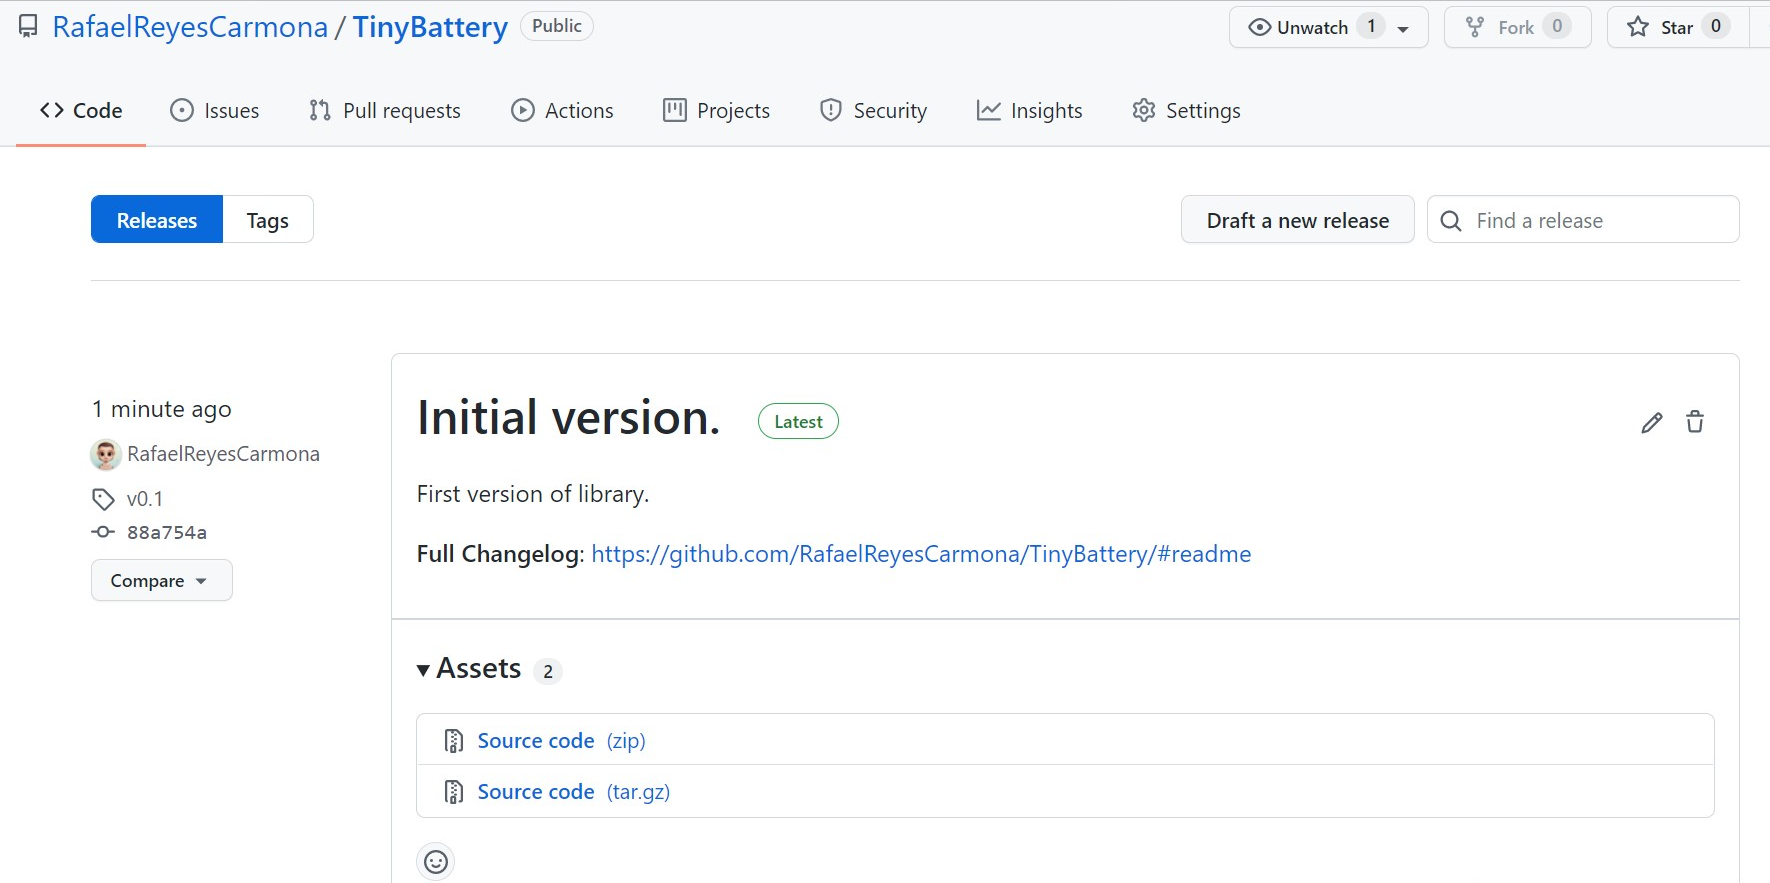 RafaelReyesCarmona / TinyBattery Public Unwatch 1 Fork 0 Star 0
Code Issues Pull requests Actions Projects Security Insights Settings
Releases Tags Draft a new release Find a release
Initial version. Latest
1 minute ago
RafaelReyesCarmona
v0.1
88a754a
Compare
First version of library.
Full Changelog: https://github.com/RafaelReyesCarmona/TinyBattery/#readme
Assets 2
Source code (zip)
Source code (tar.gz)